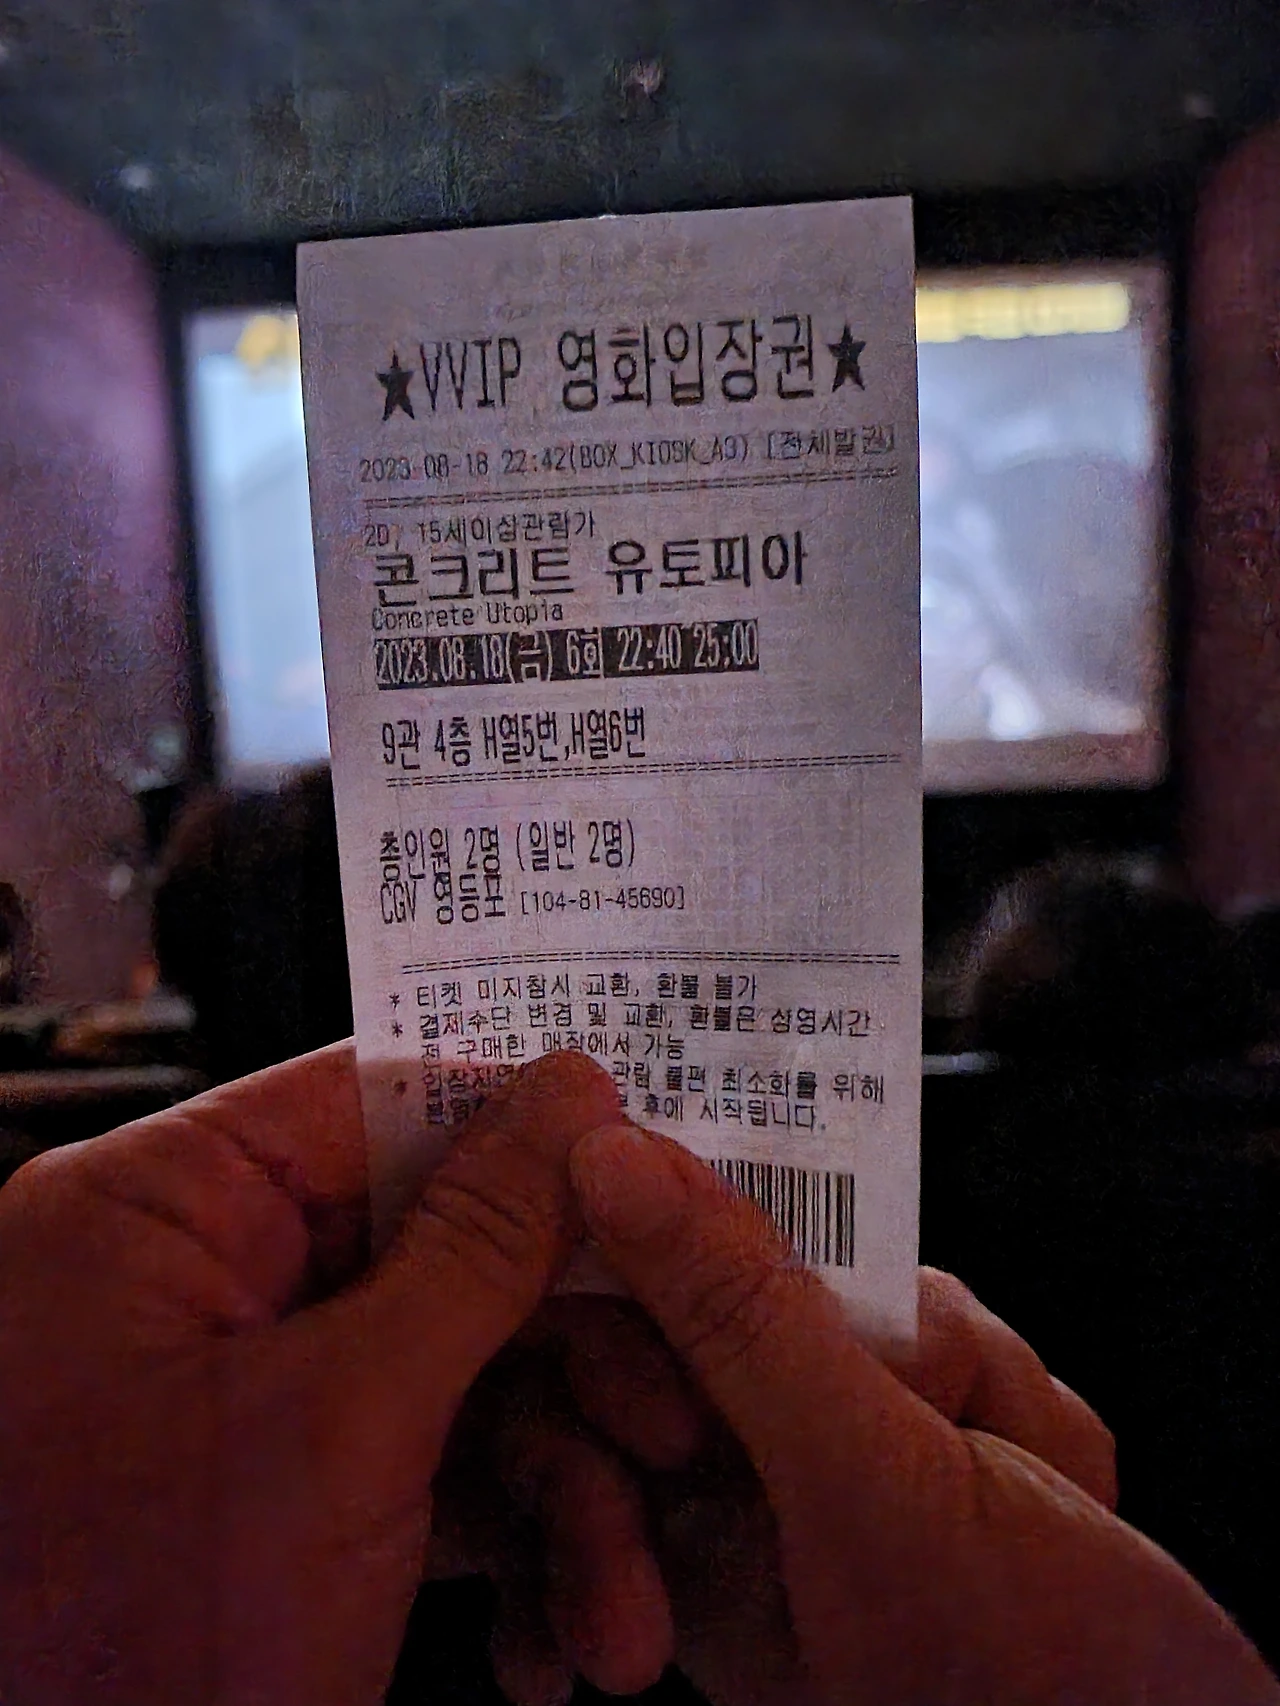 ★VVIP 영화입장권★
2023-08-18 22:42(BOX_KIOSK_A3) [전체발권]
2D, 15세이상관람가
콘크리트 유토피아
Concrete Utopia
2023.08.18(금) 6회 22:40 25:00
9관 4층 H열5번,H열6번
총인원 2명 (일반 2명)
CGV 영등포 [104-81-45690]
* 티켓 미지참시 교환, 환불 불가
* 결제수단 변경 및 교환, 환불은 상영시간
전 구매한 매장에서 가능
* 입장지연 관람 불편 최소화를 위해
후에 시작됩니다.